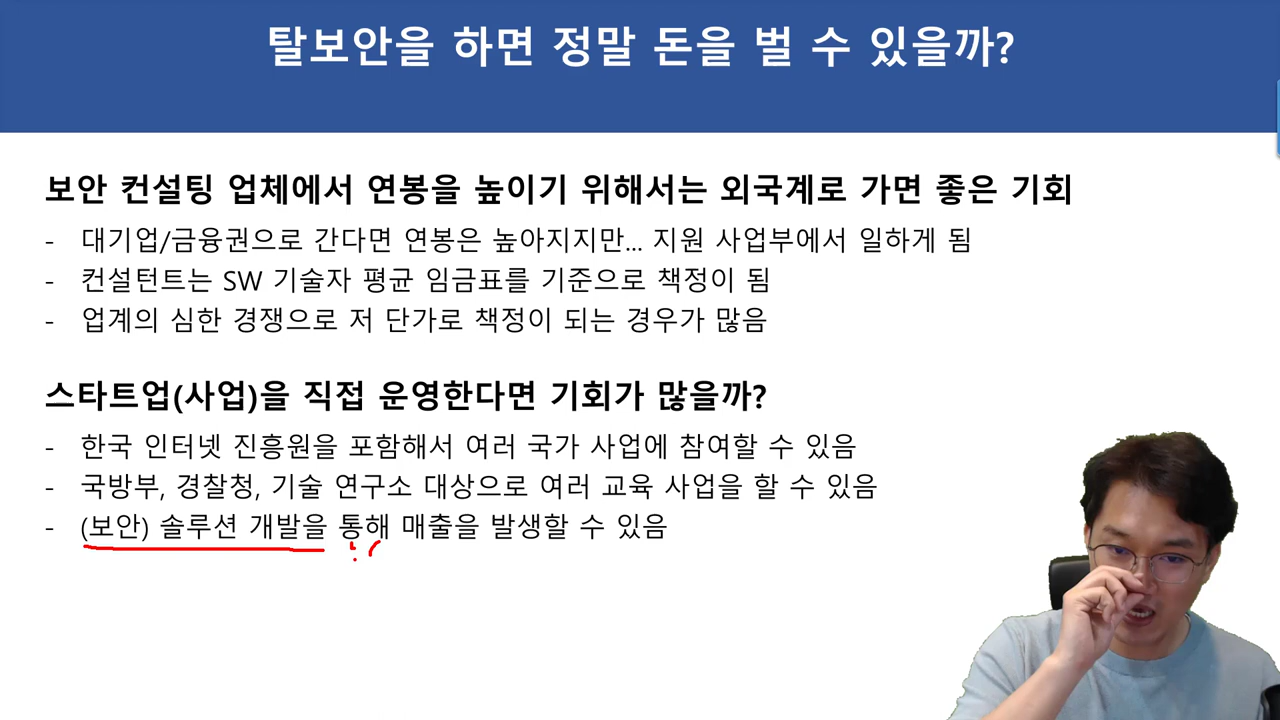 탈보안을 하면 정말 돈을 벌 수 있을까?
보안 컨설팅 업체에서 연봉을 높이기 위해서는 외국계로 가면 좋은 기회
- 대기업/금융권으로 간다면 연봉은 높아지지만... 지원 사업부에서 일하게 됨
- 컨설턴트는 SW 기술자 평균 임금표를 기준으로 책정이 됨
- 업계의 심한 경쟁으로 저 단가로 책정이 되는 경우가 많음
스타트업(사업)을 직접 운영한다면 기회가 많을까?
- 한국 인터넷 진흥원을 포함해서 여러 국가 사업에 참여할 수 있음
- 국방부, 경찰청, 기술 연구소 대상으로 여러 교육 사업을 할 수 있음
- (보안) 솔루션 개발을 통해 매출을 발생할 수 있음